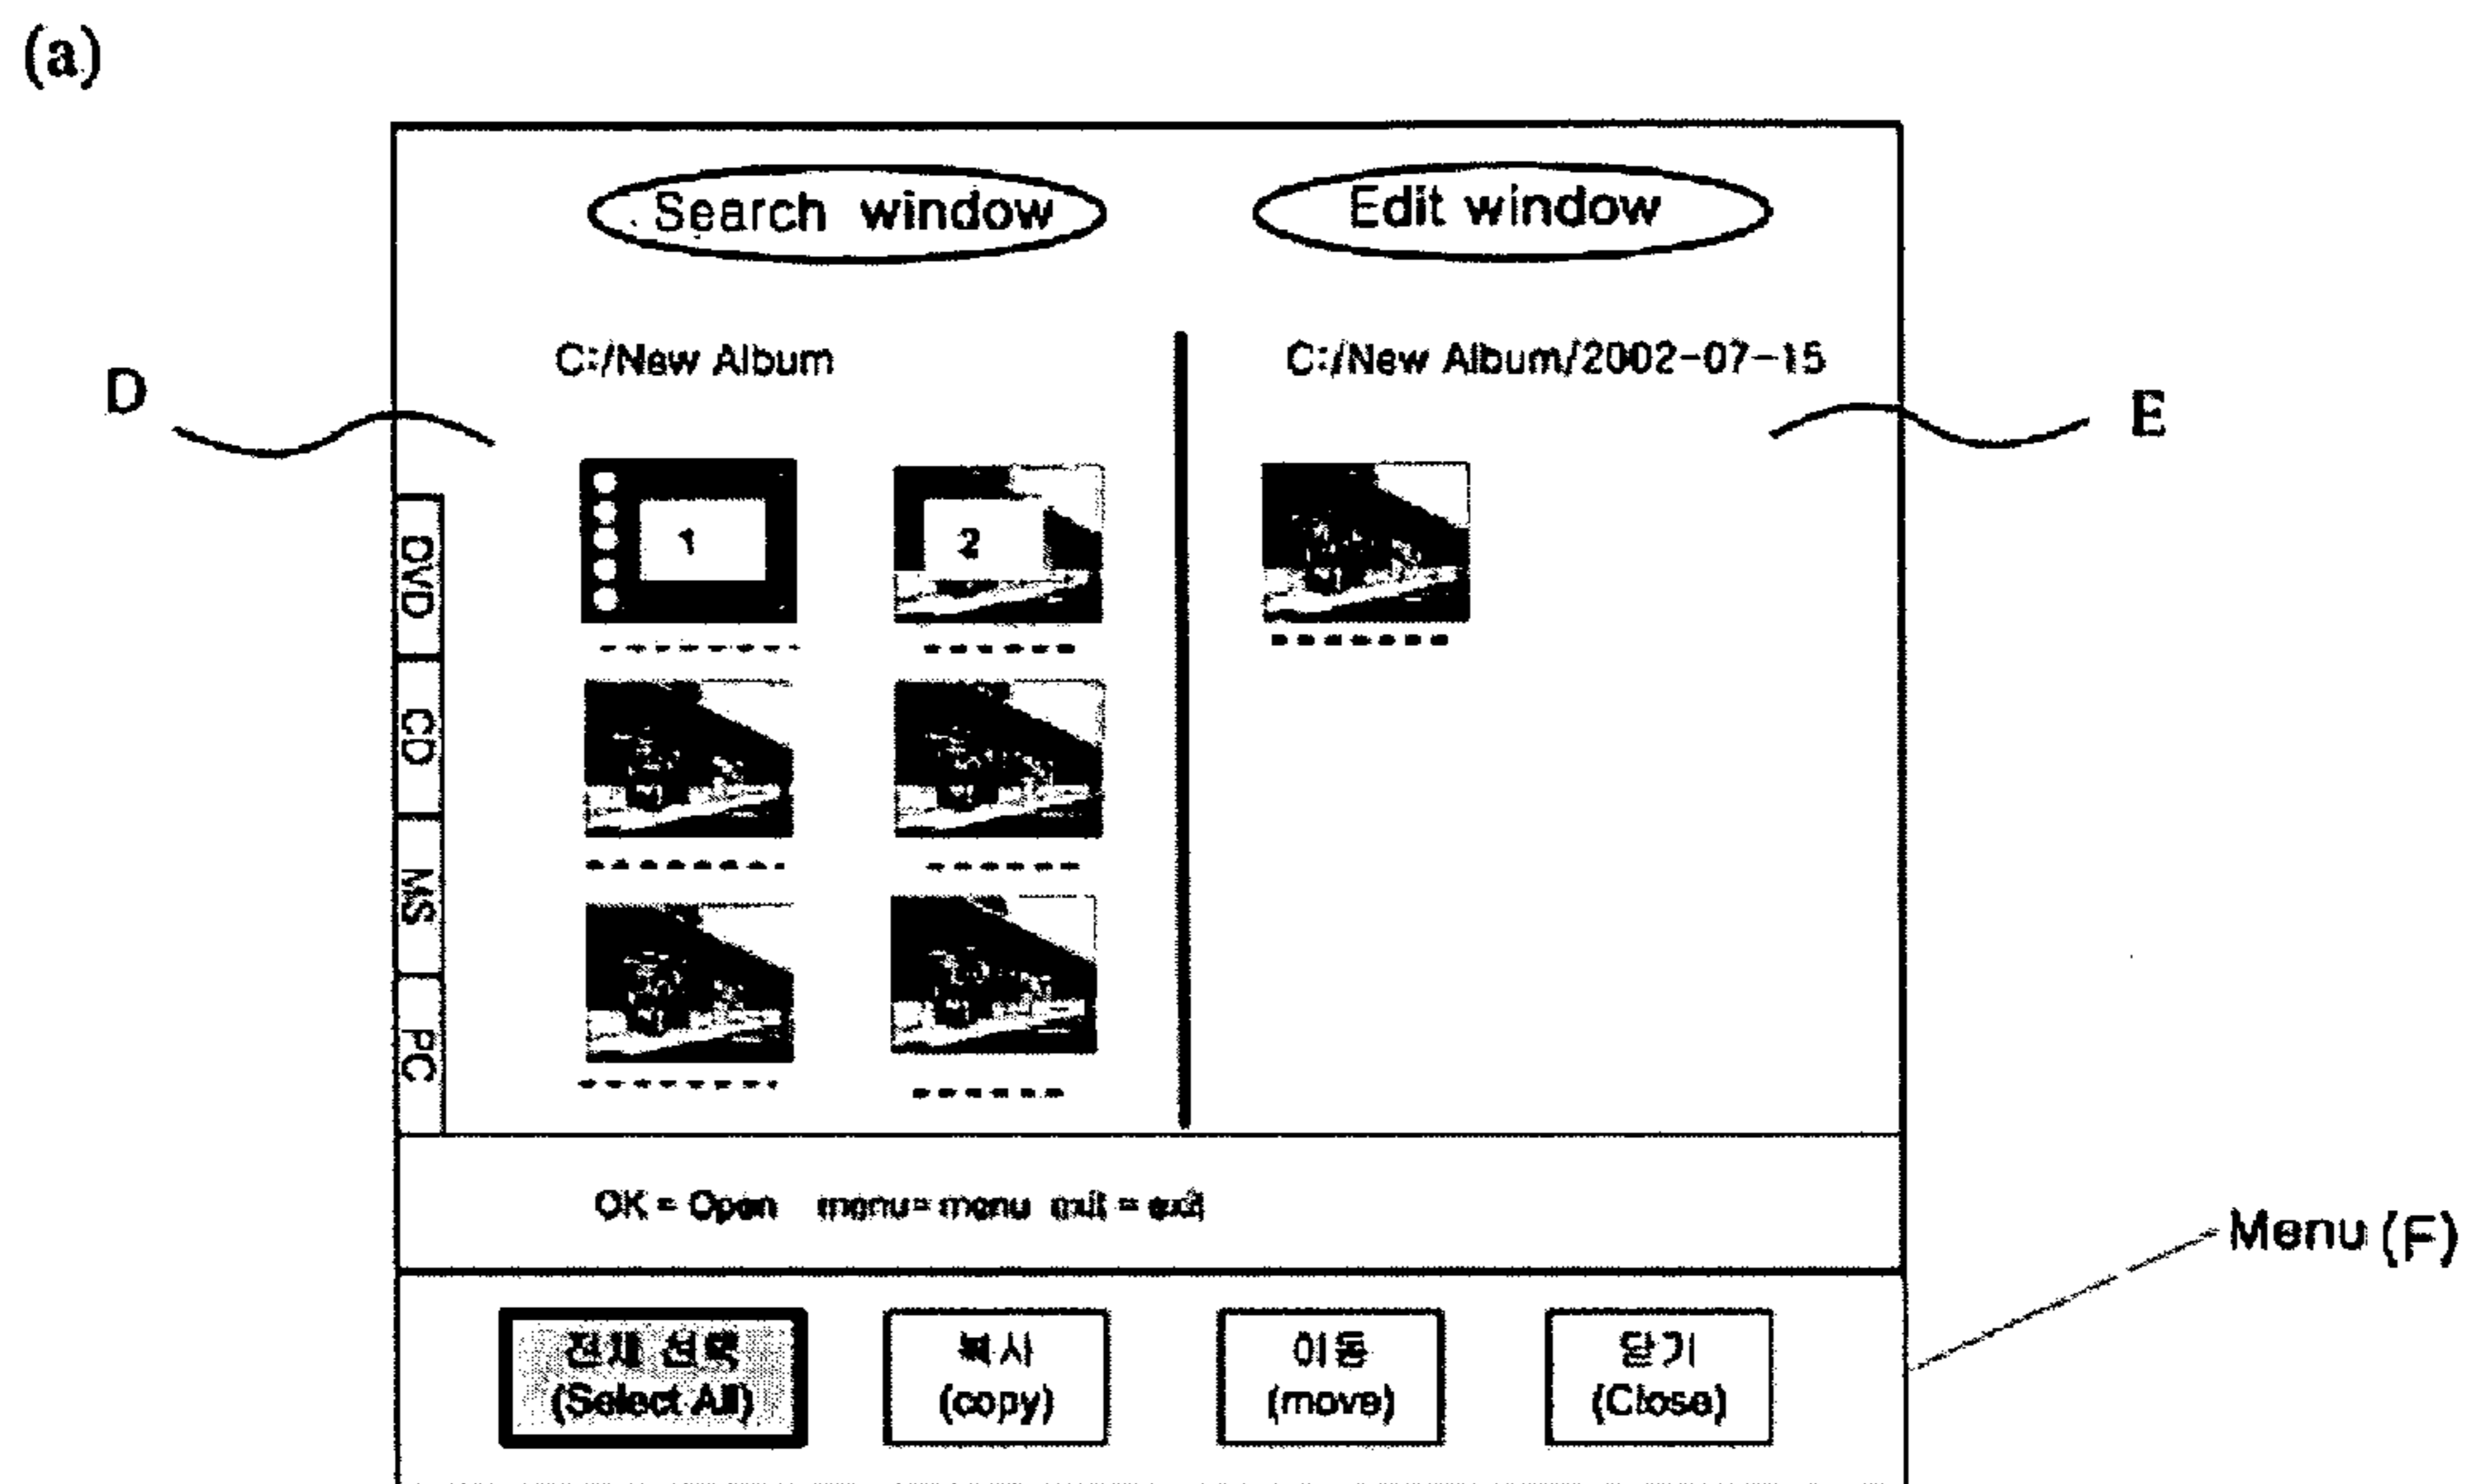 (a)
Search window
Edit window
C:/New Album
C:/New Album/2002-07-15
D
E
1
2
DVD
CD
MS
PC
OK = Open menu= menu exit = exit
Menu (F)
전체 선택
(Select All)
복사
(copy)
이동
(move)
닫기
(Close)